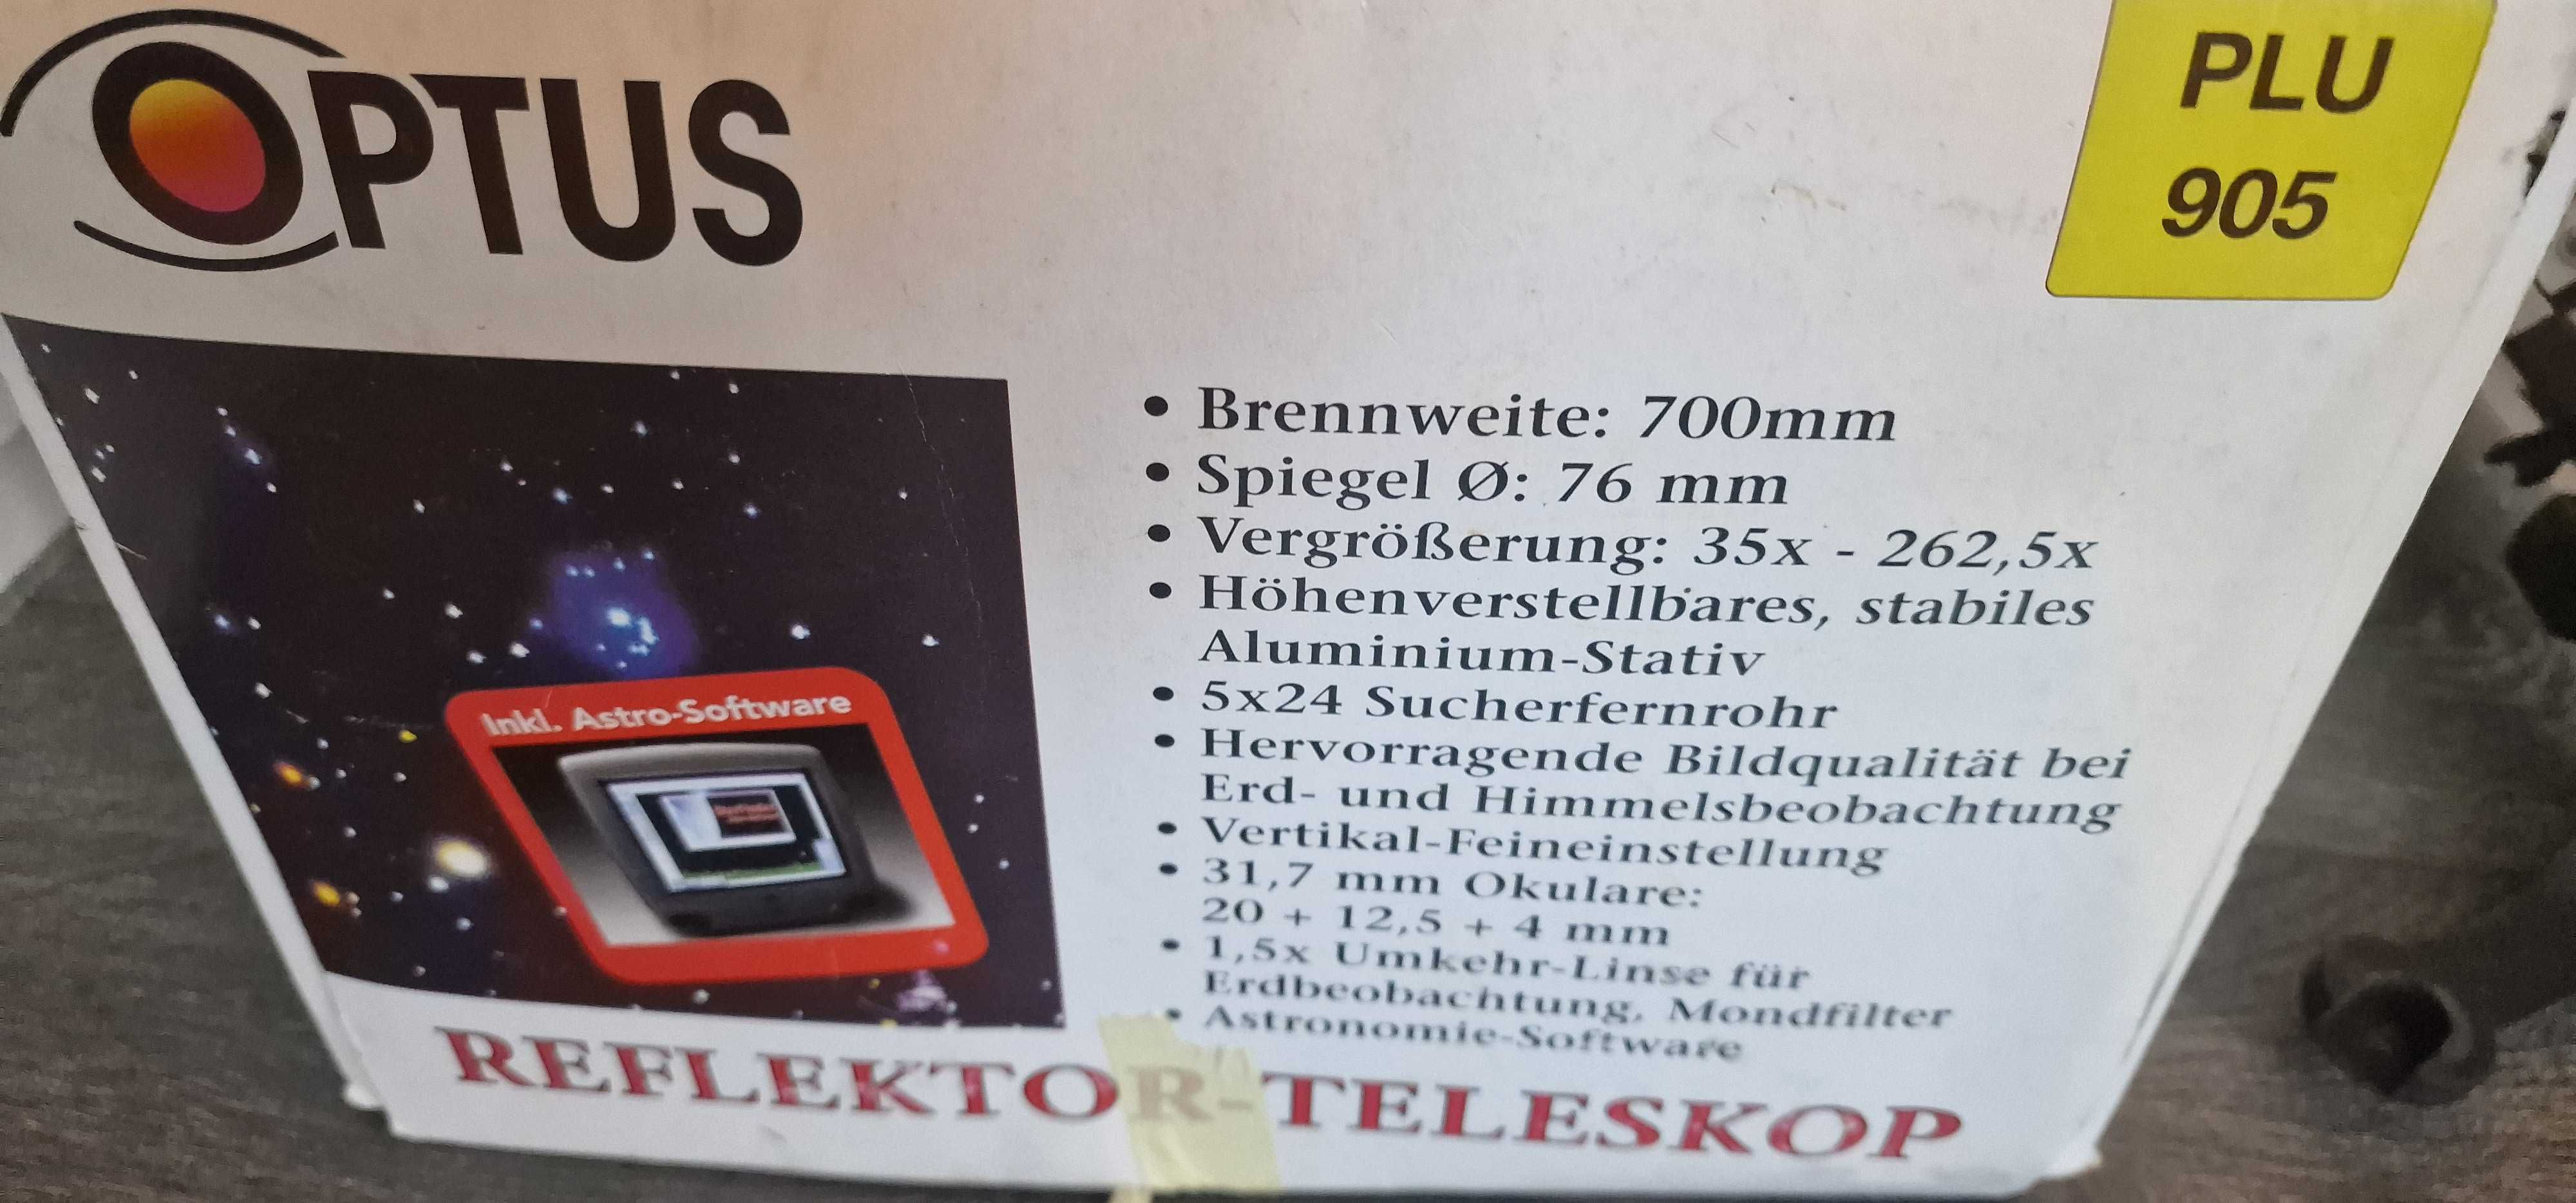 OPTUS
PLU
905
• Brennweite: 700mm
• Spiegel Ø: 76 mm
• Vergrößerung: 35x - 262,5x
• Höhenverstellbares, stabiles
Aluminium-Stativ
• 5x24 Sucherfernrohr
• Hervorragende Bildqualität bei
Erd- und Himmelsbeobachtung
• Vertikal-Feineinstellung
• 31,7 mm Okulare:
20 + 12,5 + 4 mm
• 1,5x Umkehr-Linse für
Erdbeobachtung, Mondfilter
• Astronomie-Software
Inkl. Astro-Software
REFLEKTOR-TELESKOP